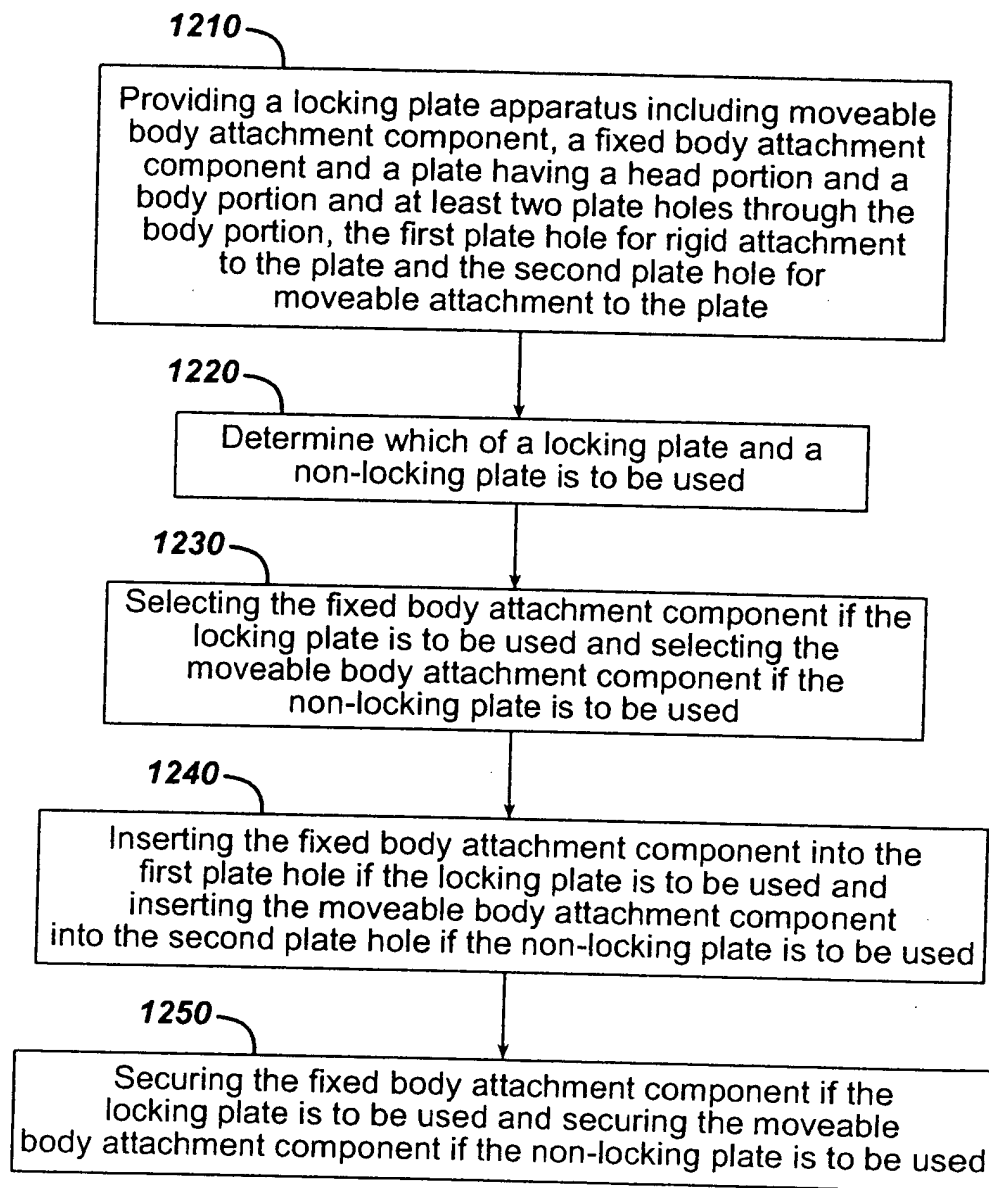 1210
Providing a locking plate apparatus including moveable
body attachment component, a fixed body attachment
component and a plate having a head portion and a
body portion and at least two plate holes through the
body portion, the first plate hole for rigid attachment
to the plate and the second plate hole for
moveable attachment to the plate
1220
Determine which of a locking plate and a
non-locking plate is to be used
1230
Selecting the fixed body attachment component if the
locking plate is to be used and selecting the
moveable body attachment component if the
non-locking plate is to be used
1240
Inserting the fixed body attachment component into the
first plate hole if the locking plate is to be used and
inserting the moveable body attachment component
into the second plate hole if the non-locking plate is to be used
1250
Securing the fixed body attachment component if the
locking plate is to be used and securing the moveable
body attachment component if the non-locking plate is to be used